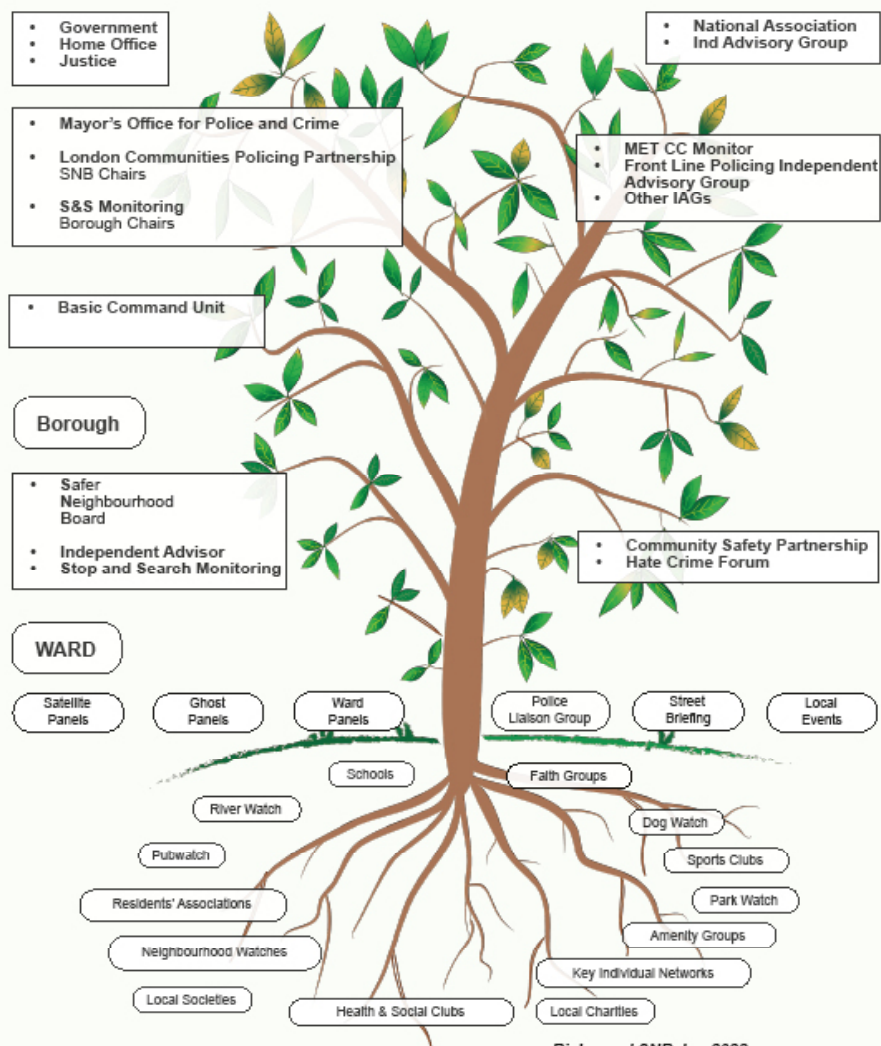 • Government
• Home Office
• Justice
• National Association
• Ind Advisory Group
• Mayor's Office for Police and Crime
• London Communities Policing Partnership
SNB Chairs
• S&S Monitoring
Borough Chairs
• MET CC Monitor
• Front Line Policing Independent
Advisory Group
• Other IAGs
• Basic Command Unit
Borough
• Safer
Neighbourhood
Board
• Independent Advisor
• Stop and Search Monitoring
• Community Safety Partnership
• Hate Crime Forum
WARD
Satellite
Panels
Ghost
Panels
Ward
Panels
Police
Liaison Group
Street
Briefing
Local
Events
Schools
Faith Groups
River Watch
Dog Watch
Pubwatch
Sports Clubs
Residents' Associations
Park Watch
Amenity Groups
Neighbourhood Watches
Key Individual Networks
Local Societies
Health & Social Clubs
Local Charities